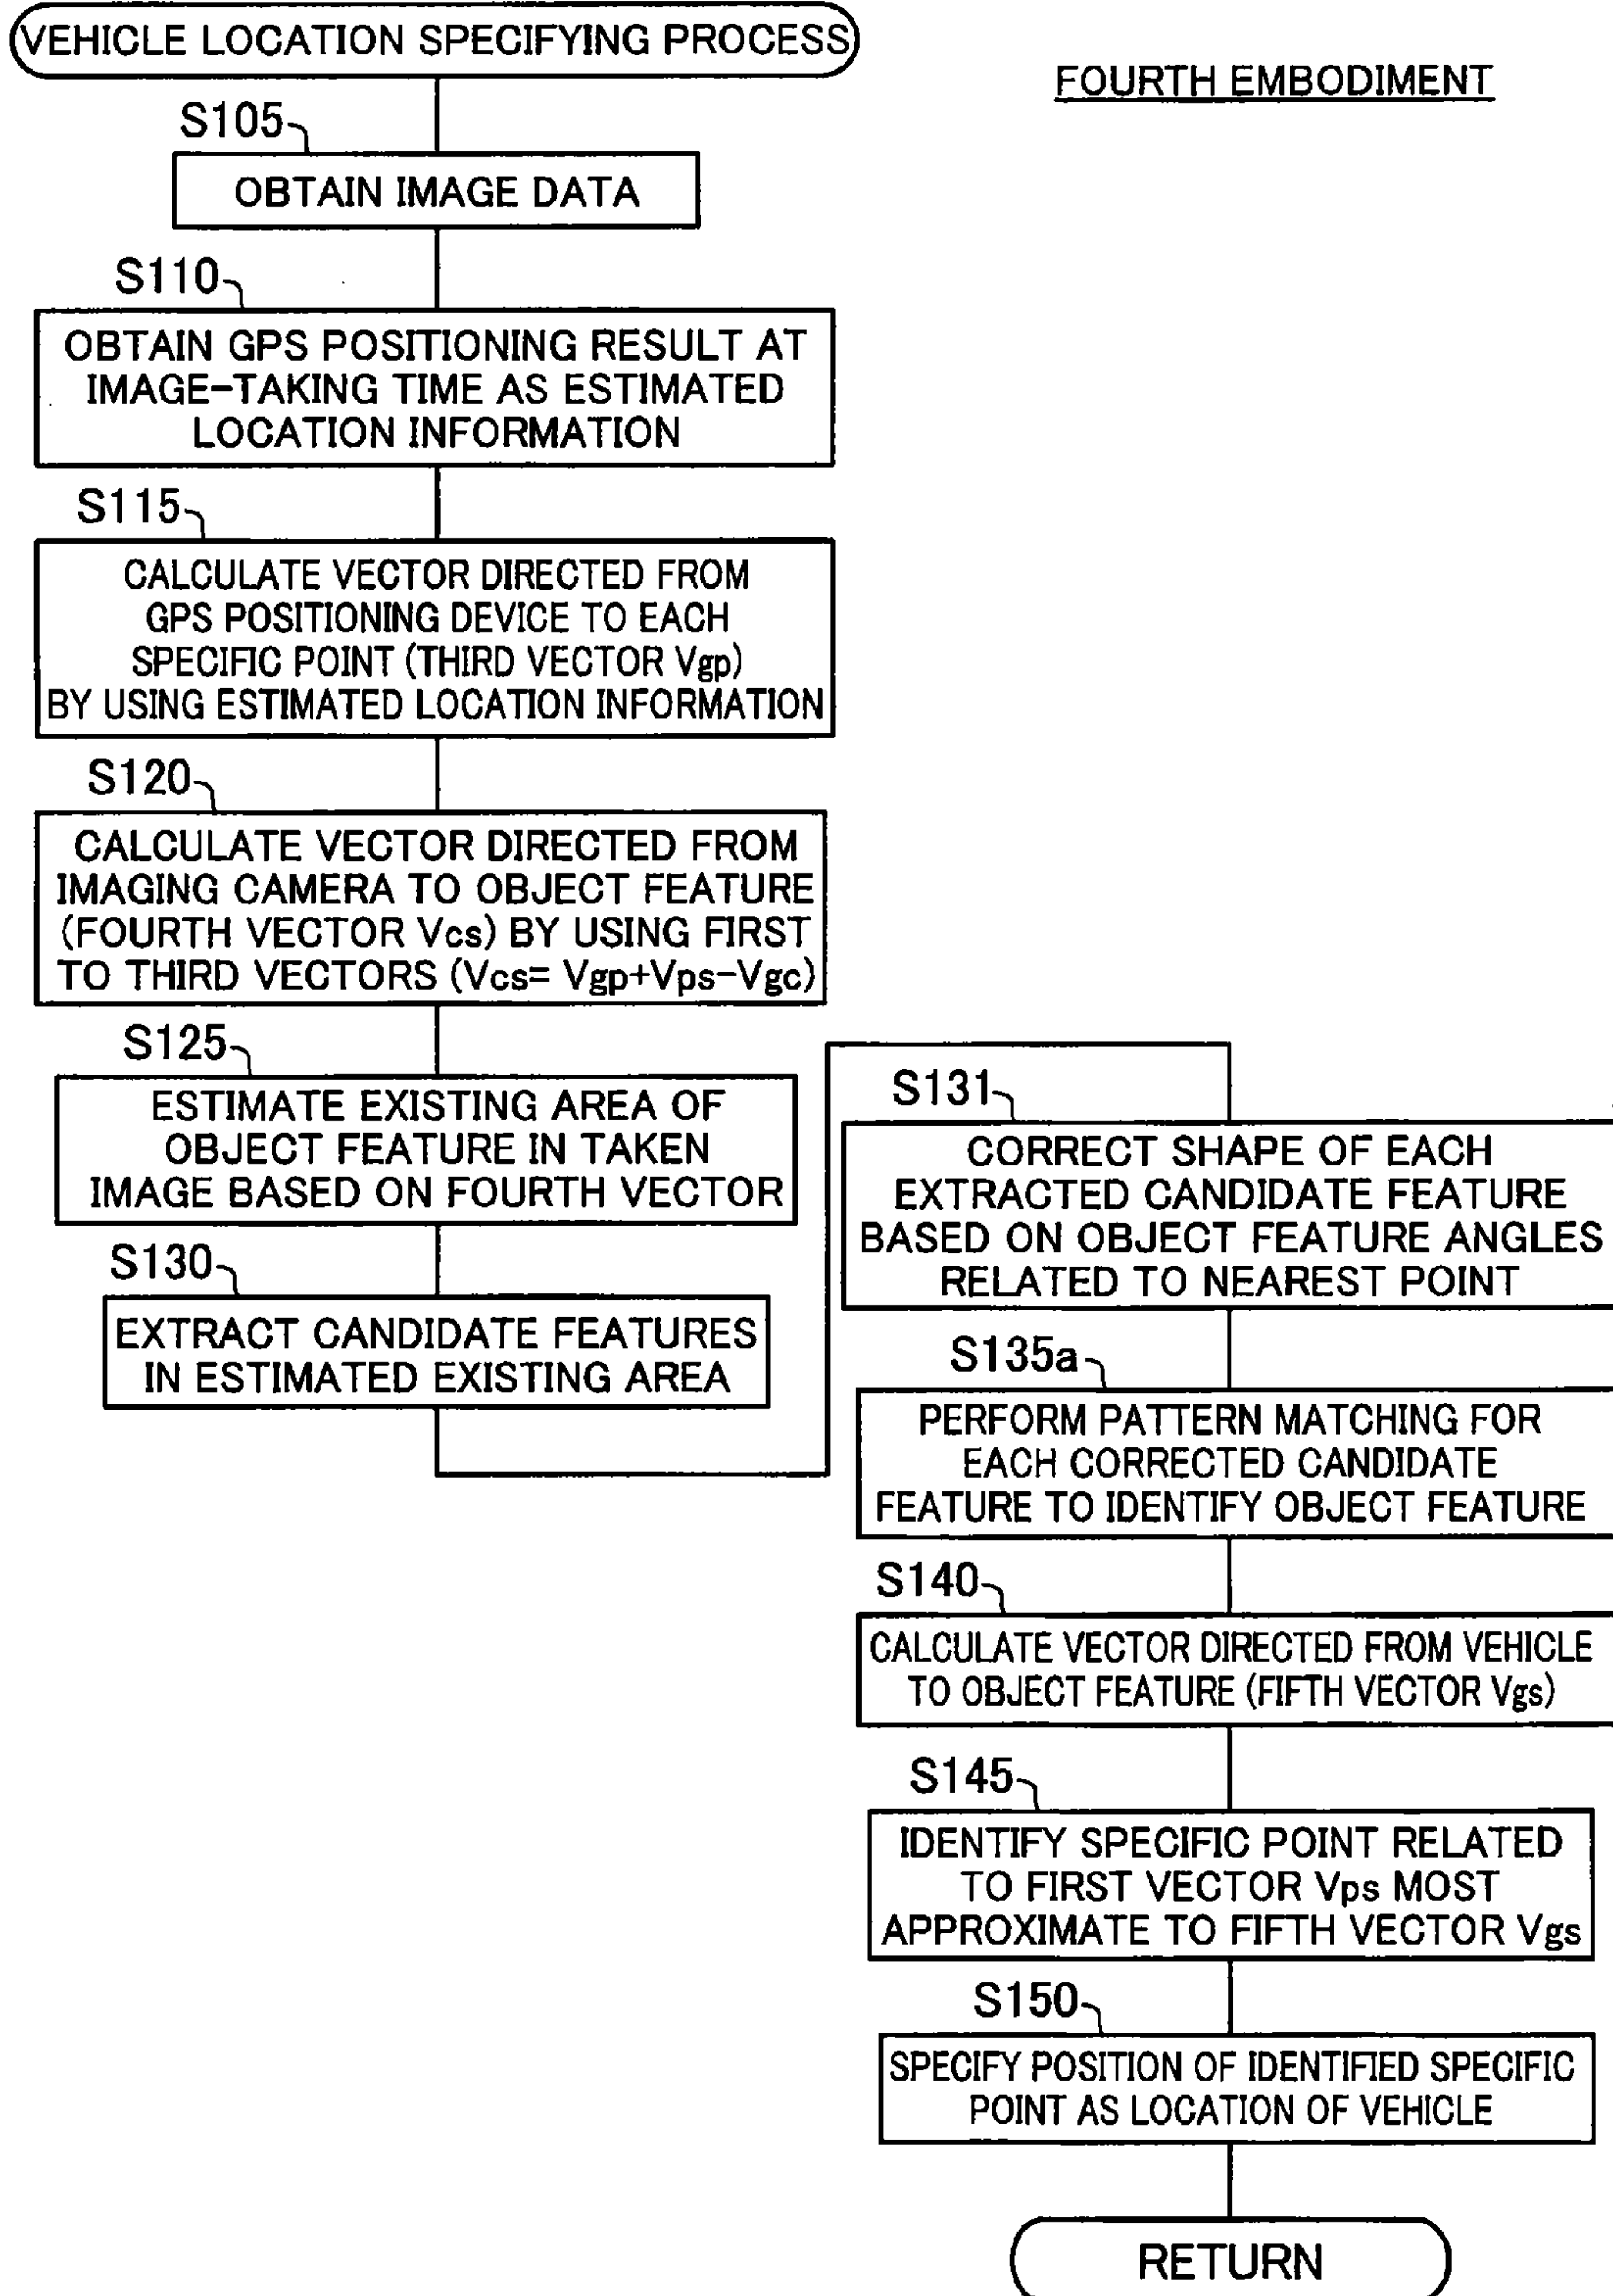 VEHICLE LOCATION SPECIFYING PROCESS
FOURTH EMBODIMENT
S105
OBTAIN IMAGE DATA
S110
OBTAIN GPS POSITIONING RESULT AT
IMAGE-TAKING TIME AS ESTIMATED
LOCATION INFORMATION
S115
CALCULATE VECTOR DIRECTED FROM
GPS POSITIONING DEVICE TO EACH
SPECIFIC POINT (THIRD VECTOR Vgp)
BY USING ESTIMATED LOCATION INFORMATION
S120
CALCULATE VECTOR DIRECTED FROM
IMAGING CAMERA TO OBJECT FEATURE
(FOURTH VECTOR Vcs) BY USING FIRST
TO THIRD VECTORS (Vcs= Vgp+Vps-Vgc)
S125
ESTIMATE EXISTING AREA OF
OBJECT FEATURE IN TAKEN
IMAGE BASED ON FOURTH VECTOR
S130
EXTRACT CANDIDATE FEATURES
IN ESTIMATED EXISTING AREA
S131
CORRECT SHAPE OF EACH
EXTRACTED CANDIDATE FEATURE
BASED ON OBJECT FEATURE ANGLES
RELATED TO NEAREST POINT
S135a
PERFORM PATTERN MATCHING FOR
EACH CORRECTED CANDIDATE
FEATURE TO IDENTIFY OBJECT FEATURE
S140
CALCULATE VECTOR DIRECTED FROM VEHICLE
TO OBJECT FEATURE (FIFTH VECTOR Vgs)
S145
IDENTIFY SPECIFIC POINT RELATED
TO FIRST VECTOR Vps MOST
APPROXIMATE TO FIFTH VECTOR Vgs
S150
SPECIFY POSITION OF IDENTIFIED SPECIFIC
POINT AS LOCATION OF VEHICLE
RETURN